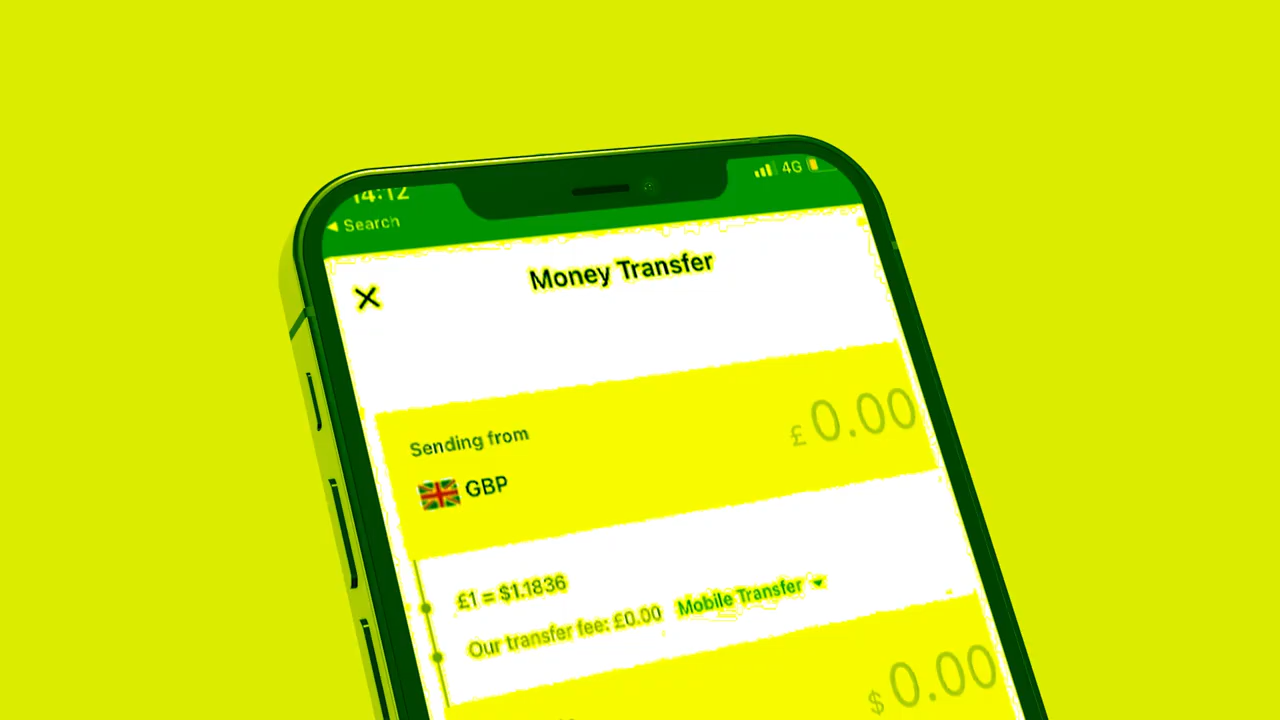 14:12
4G
◀ Search
Money Transfer
Sending from
£ 0.00
GBP
£1 = $1.1836
Our transfer fee: £0.00 Mobile Transfer
$ 0.00